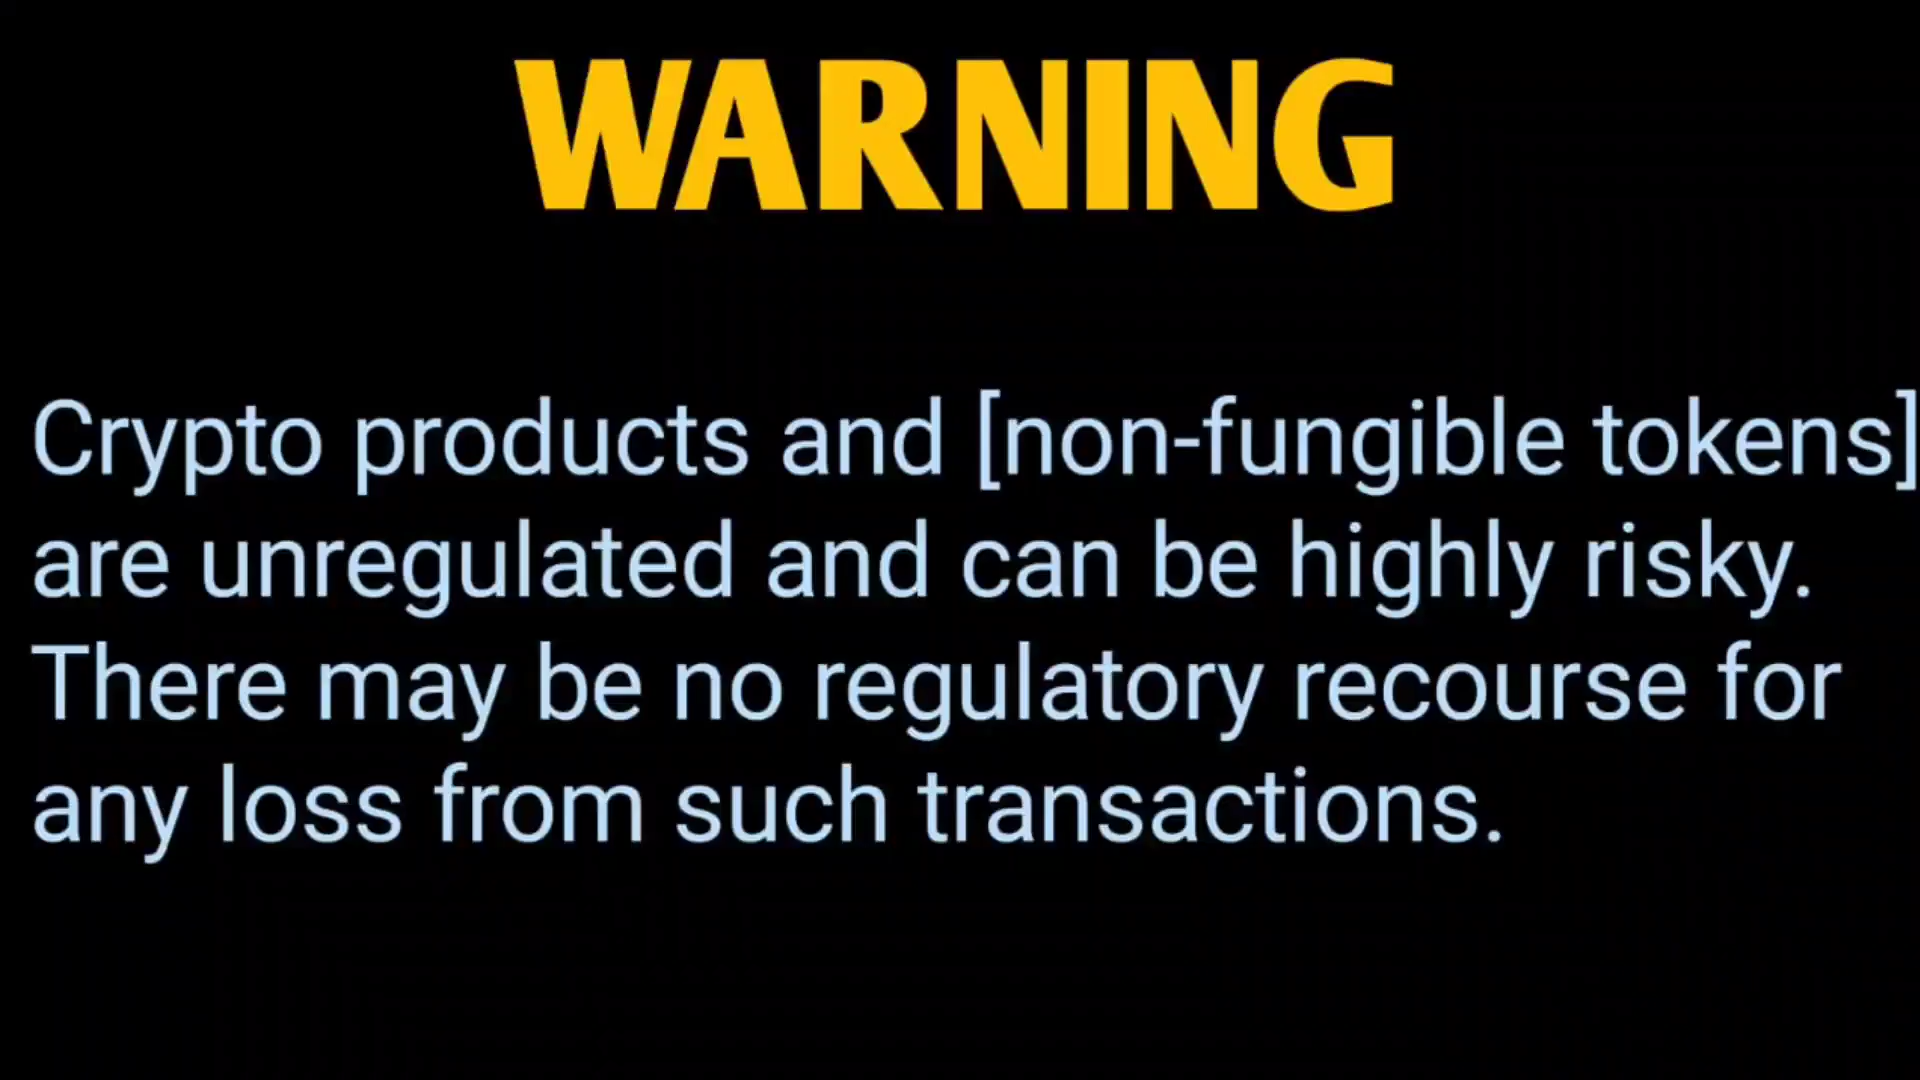 WARNING
Crypto products and [non-fungible tokens]
are unregulated and can be highly risky.
There may be no regulatory recourse for
any loss from such transactions.